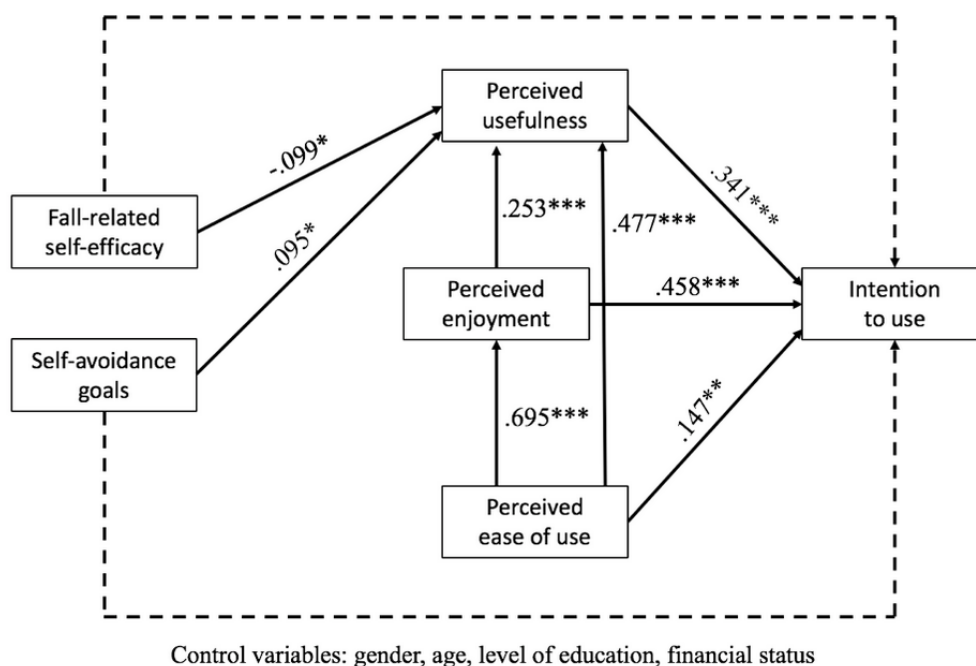 Perceived
usefulness
-.099*
.341***
Fall-related
self-efficacy
.253***
.477***
.095*
Perceived
enjoyment
.458***
Intention
to use
Self-avoidance
goals
.695***
.147**
Perceived
ease of use
Control variables: gender, age, level of education, financial status